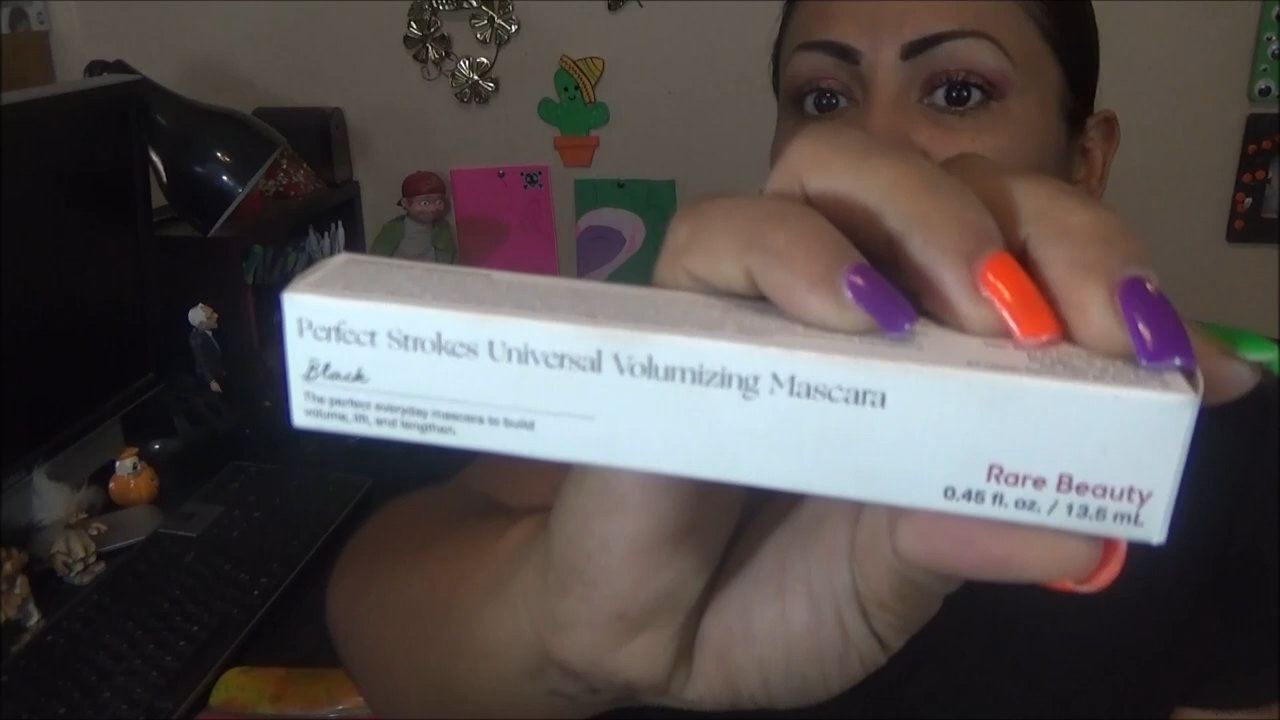 Perfect Strokes Universal Volumizing Mascara
Black
The perfect everyday mascara to build
volume, lift, and lengthen.
Rare Beauty
0.45 fl. oz. / 13.5 mL